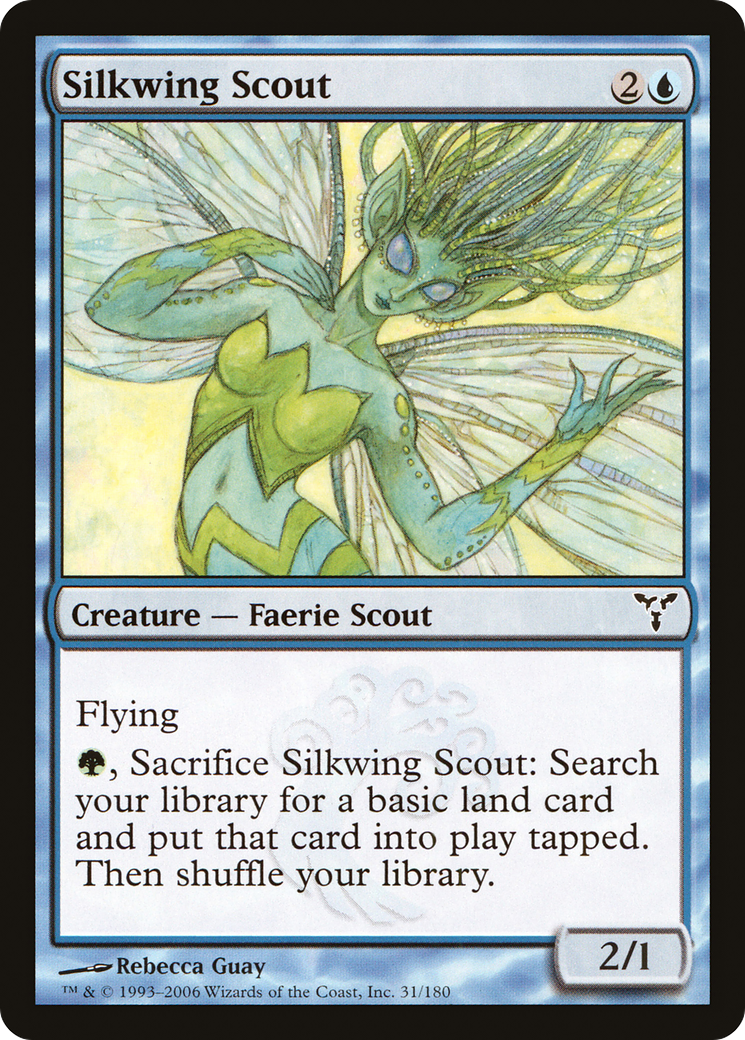 Silkwing Scout 2
Creature — Faerie Scout
Flying
, Sacrifice Silkwing Scout: Search
your library for a basic land card
and put that card into play tapped.
Then shuffle your library.
2/1
Rebecca Guay
™ & © 1993–2006 Wizards of the Coast, Inc. 31/180